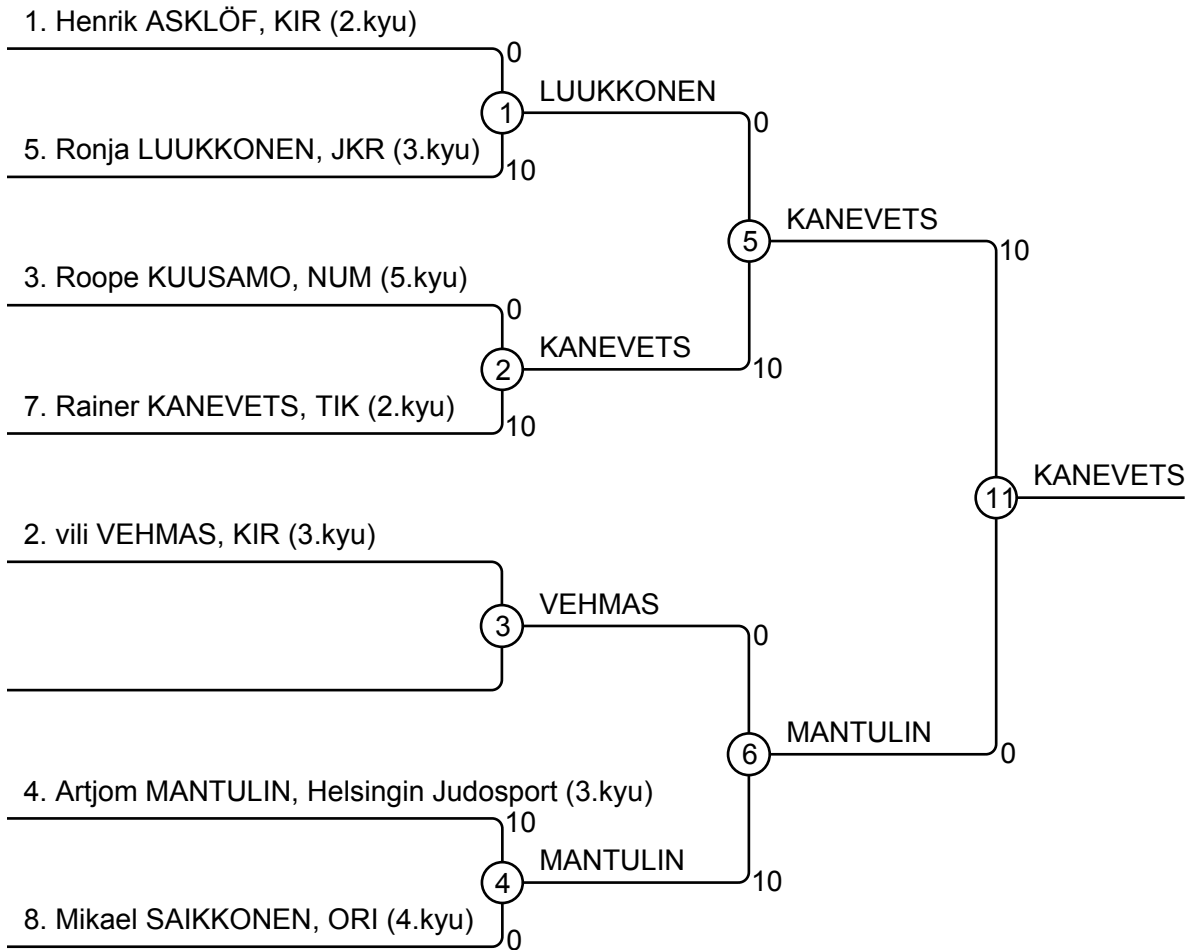 1. Henrik ASKLÖF, KIR (2.kyu)
0
1
LUUKKONEN
0
5. Ronja LUUKKONEN, JKR (3.kyu)
10
5
KANEVETS
10
3. Roope KUUSAMO, NUM (5.kyu)
0
2
KANEVETS
10
7. Rainer KANEVETS, TIK (2.kyu)
10
11
KANEVETS
2. vili VEHMAS, KIR (3.kyu)
3
VEHMAS
0
6
MANTULIN
0
4. Artjom MANTULIN, Helsingin Judosport (3.kyu)
10
4
MANTULIN
10
8. Mikael SAIKKONEN, ORI (4.kyu)
0